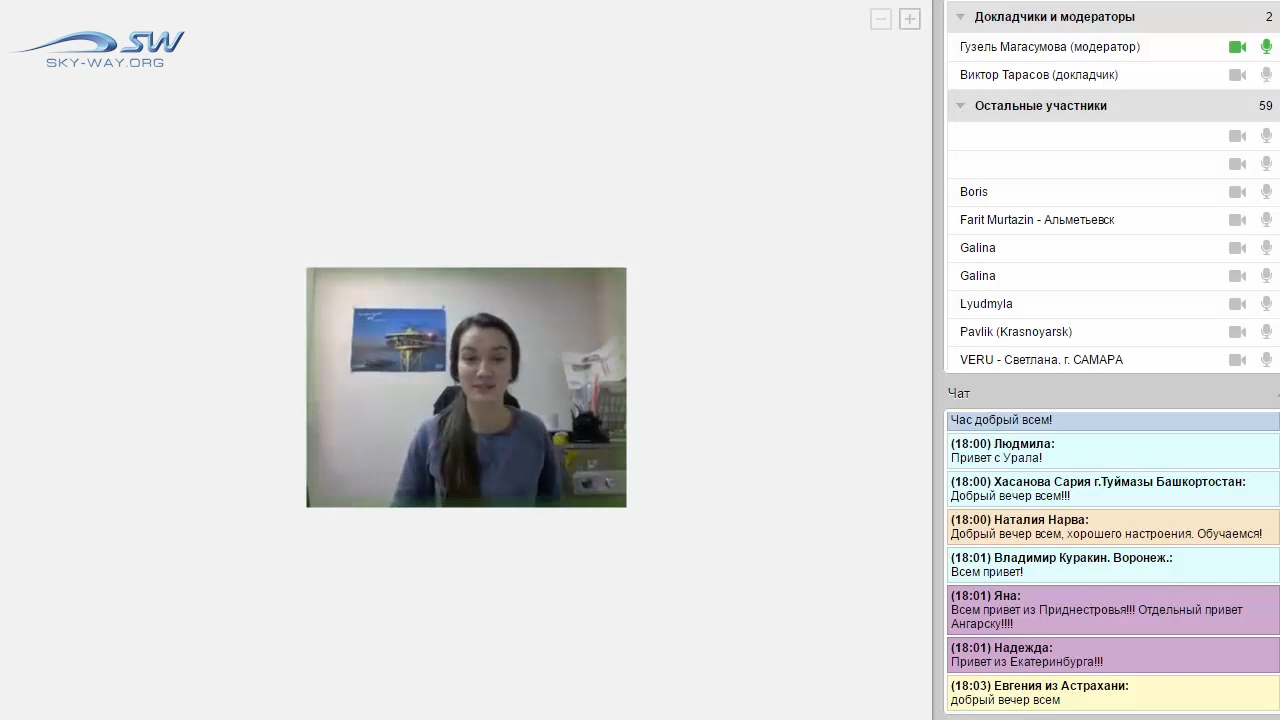 SW
SKY-WAY.ORG
Докладчики и модераторы 2
Гузель Магасумова (модератор)
Виктор Тарасов (докладчик)
Остальные участники 59
Boris
Farit Murtazin - Альметьевск
Galina
Galina
Lyudmyla
Pavlik (Krasnoyarsk)
VERU - Светлана. г. САМАРА
Чат
Час добрый всем!
(18:00) Людмила:
Привет с Урала!
(18:00) Хасанова Сария г.Туймазы Башкортостан:
Добрый вечер всем!!!
(18:00) Наталия Нарва:
Добрый вечер всем, хорошего настроения. Обучаемся!
(18:01) Владимир Куракин. Воронеж.:
Всем привет!
(18:01) Яна:
Всем привет из Приднестровья!!! Отдельный привет
Ангарску!!!!
(18:01) Надежда:
Привет из Екатеринбурга!!!
(18:03) Евгения из Астрахани:
добрый вечер всем